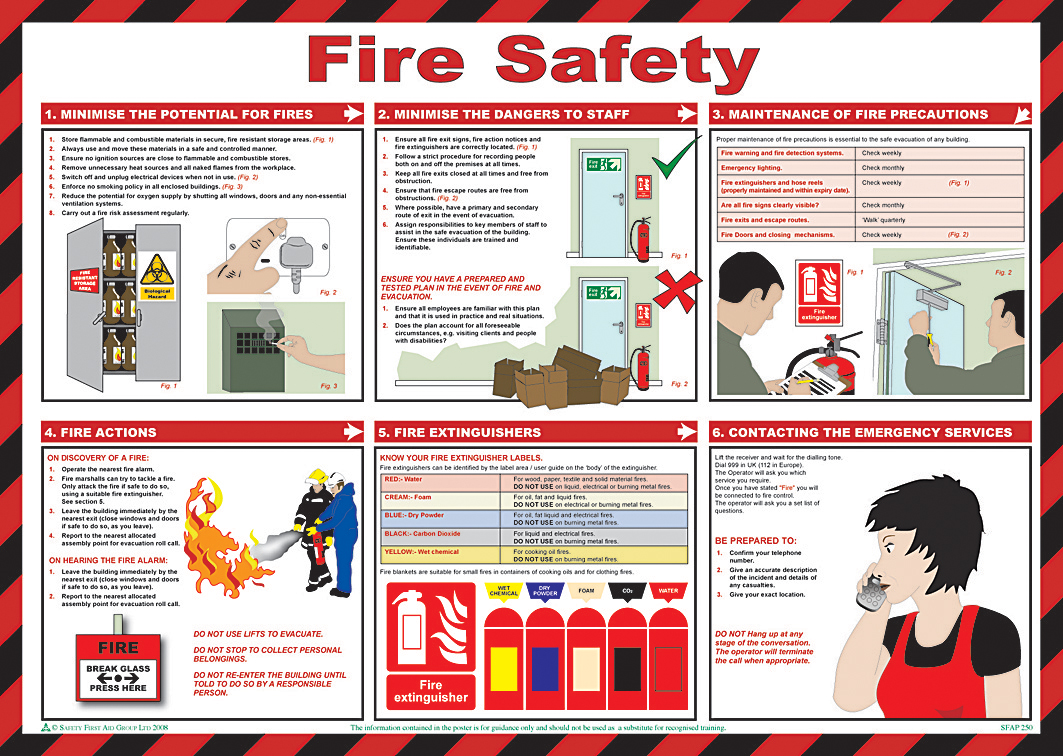 Fire Safety
1. MINIMISE THE POTENTIAL FOR FIRES
1. Store flammable and combustible materials in secure, fire resistant storage areas. (Fig. 1)
2. Always use and move these materials in a safe and controlled manner.
3. Ensure no ignition sources are close to flammable and combustible stores.
4. Remove unnecessary heat sources and all naked flames from the workplace.
5. Switch off and unplug electrical devices when not in use. (Fig. 2)
6. Enforce no smoking policy in all enclosed buildings. (Fig. 3)
7. Reduce the potential for oxygen supply by shutting all windows, doors and any non-essential
ventilation systems.
8. Carry out a fire risk assessment regularly.
FIRE
RESISTANT
STORAGE
AREA
Biological
Hazard
Fig. 1
Fig. 2
Fig. 3
2. MINIMISE THE DANGERS TO STAFF
1. Ensure all fire exit signs, fire action notices and
fire extinguishers are correctly located. (Fig. 1)
2. Follow a strict procedure for recording people
both on and off the premises at all times.
3. Keep all fire exits closed at all times and free from
obstruction.
4. Ensure that fire escape routes are free from
obstructions. (Fig. 2)
5. Where possible, have a primary and secondary
route of exit in the event of evacuation.
6. Assign responsibilities to key members of staff to
assist in the safe evacuation of the building.
Ensure these individuals are trained and
identifiable.
ENSURE YOU HAVE A PREPARED AND
TESTED PLAN IN THE EVENT OF FIRE AND
EVACUATION.
1. Ensure all employees are familiar with this plan
and that it is used in practice and real situations.
2. Does the plan account for all foreseeable
circumstances, e.g. visiting clients and people
with disabilities?
Fire
exit
Fig. 1
Fire
exit
Fig. 2
3. MAINTENANCE OF FIRE PRECAUTIONS
Proper maintenance of fire precautions is essential to the safe evacuation of any building.
Fire warning and fire detection systems. Check weekly
Emergency lighting. Check monthly
Fire extinguishers and hose reels Check weekly (Fig. 1)
(properly maintained and within expiry date).
Are all fire signs clearly visible? Check monthly
Fire exits and escape routes. 'Walk' quarterly
Fire Doors and closing mechanisms. Check weekly (Fig. 2)
Fire
extinguisher
Fig. 1
Fig. 2
4. FIRE ACTIONS
ON DISCOVERY OF A FIRE:
1. Operate the nearest fire alarm.
2. Fire marshalls can try to tackle a fire.
Only attack the fire if safe to do so,
using a suitable fire extinguisher.
See section 5.
3. Leave the building immediately by the
nearest exit (close windows and doors
if safe to do so, as you leave).
4. Report to the nearest allocated
assembly point for evacuation roll call.
ON HEARING THE FIRE ALARM:
1. Leave the building immediately by the
nearest exit (close windows and doors
if safe to do so, as you leave).
2. Report to the nearest allocated
assembly point for evacuation roll call.
FIRE
BREAK GLASS
PRESS HERE
DO NOT USE LIFTS TO EVACUATE.
DO NOT STOP TO COLLECT PERSONAL
BELONGINGS.
DO NOT RE-ENTER THE BUILDING UNTIL
TOLD TO DO SO BY A RESPONSIBLE
PERSON.
5. FIRE EXTINGUISHERS
KNOW YOUR FIRE EXTINGUISHER LABELS.
Fire extinguishers can be identified by the label area / user guide on the 'body' of the extinguisher.
RED:- Water For wood, paper, textile and solid material fires.
DO NOT USE on liquid, electrical or burning metal fires.
CREAM:- Foam For oil, fat and liquid fires.
DO NOT USE on electrical or burning metal fires.
BLUE:- Dry Powder For oil, fat liquid and electrical fires.
DO NOT USE on burning metal fires.
BLACK:- Carbon Dioxide For liquid and electrical fires.
DO NOT USE on burning metal fires.
YELLOW:- Wet chemical For cooking oil fires.
DO NOT USE on burning metal fires.
Fire blankets are suitable for small fires in containers of cooking oils and for clothing fires.
Fire
extinguisher
WET
CHEMICAL
DRY
POWDER
FOAM
CO₂
WATER
6. CONTACTING THE EMERGENCY SERVICES
Lift the receiver and wait for the dialling tone.
Dial 999 in UK (112 in Europe).
The Operator will ask you which
service you require.
Once you have stated "Fire" you will
be connected to fire control.
The operator will ask you a set list of
questions.
BE PREPARED TO:
1. Confirm your telephone
number.
2. Give an accurate description
of the incident and details of
any casualties.
3. Give your exact location.
DO NOT Hang up at any
stage of the conversation.
The operator will terminate
the call when appropriate.
© SAFETY FIRST AID GROUP LTD 2008
The information contained in the poster is for guidance only and should not be used as a substitute for recognised training.
SFAP 250